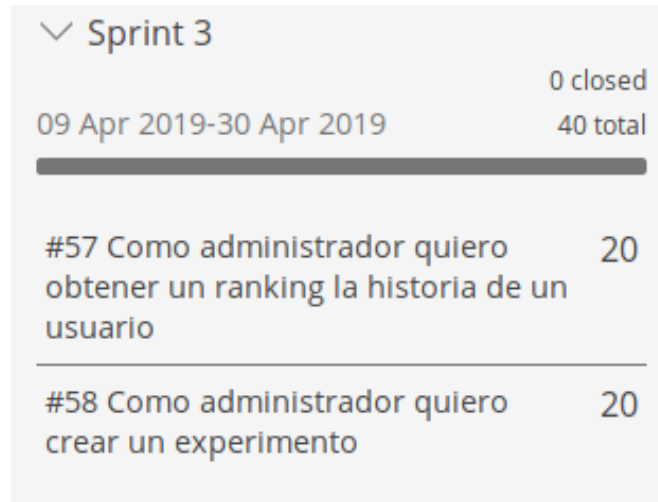 Sprint 3
0 closed
09 Apr 2019-30 Apr 2019 40 total
#57 Como administrador quiero 20
obtener un ranking la historia de un
usuario
#58 Como administrador quiero 20
crear un experimento